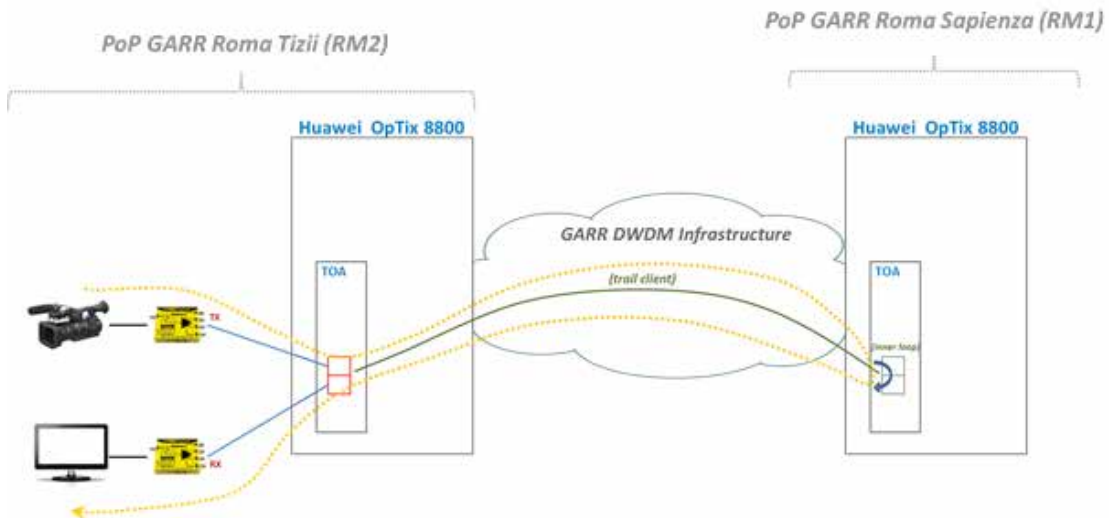 PoP GARR Roma Tizii (RM2)
PoP GARR Roma Sapienza (RM1)
Huawei OpTix 8800
Huawei OpTix 8800
GARR DWDM Infrastructure
TOA
(trail client)
TOA
TX
(inner loop)
RX